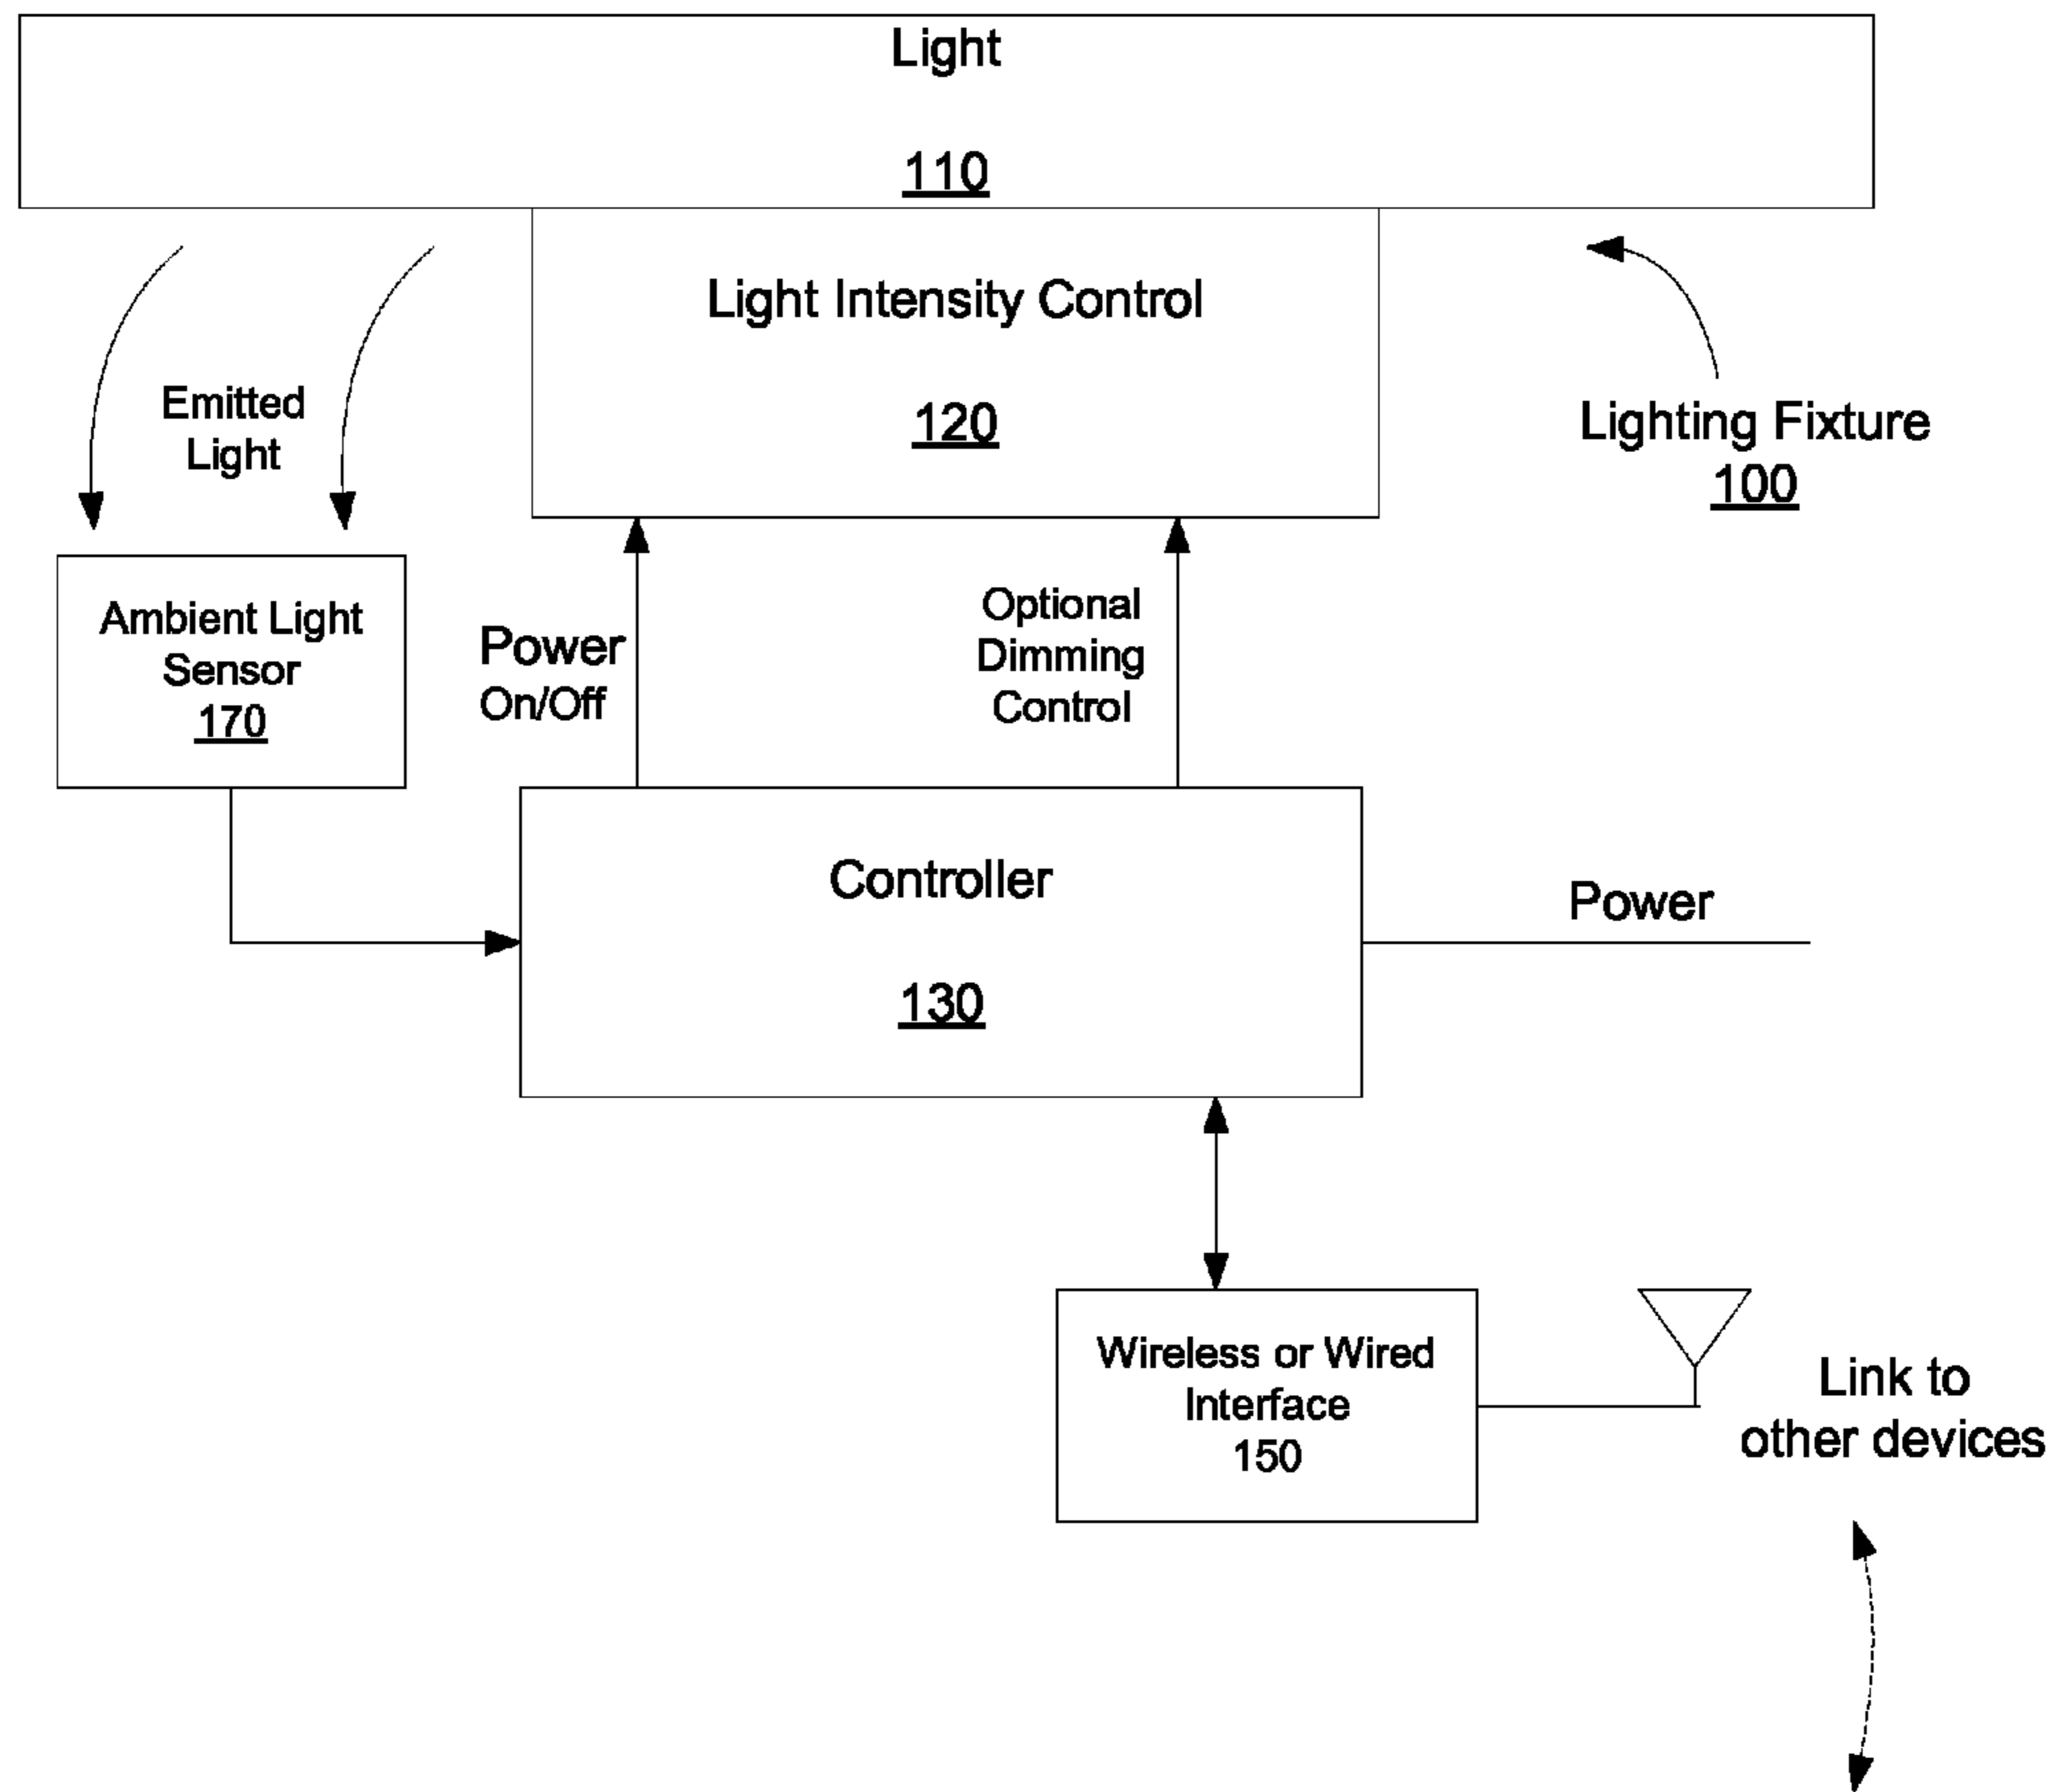 Light
110
Light Intensity Control
120
Emitted
Light
Lighting Fixture
100
Ambient Light
Sensor
170
Power
On/Off
Optional
Dimming
Control
Controller
130
Power
Wireless or Wired
Interface
150
Link to
other devices